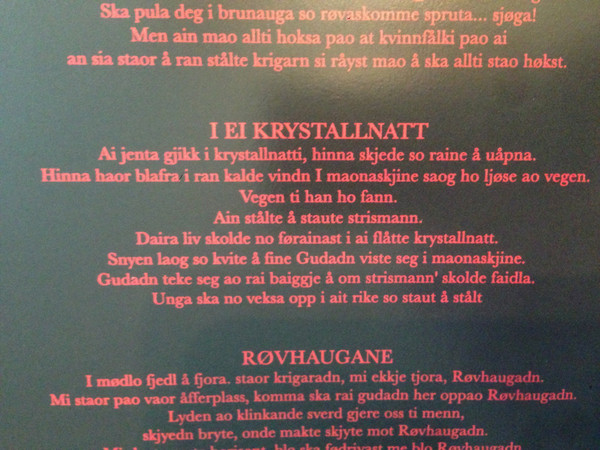 Ska pula deg i brunauga so røvaskomme spruta... sjøga!
Men ain mao allti hoksa pao at kvinnfålki pao ai
an sia staor å ran stålte krigarn si råyst mao å ska allti stao høkst.
I EI KRYSTALLNATT
Ai jenta gjikk i krystallnatti, hinna skjede so raine å uåpna.
Hinna haor blafra i ran kalde vindn I maonaskjine saog ho ljøse ao vegen.
Vegen ti han ho fann.
Ain stålte å staute strismann.
Daira liv skolde no førainast i ai flåtte krystallnatt.
Snyen laog so kvite å fine Gudadn viste seg i maonaskjine.
Gudadn teke seg ao rai baiggje å om strismann' skolde faidla.
Unga ska no veksa opp i ait rike so staut å stålt
RØVHAUGANE
I mødlo fjedl å fjora. staor krigaradn, mi ekkje tjora, Røvhaugadn.
Mi staor pao vaor åfferplass, komma ska rai gudadn her oppao Røvhaugadn.
Lyden ao klinkande sverd gjere oss ti menn,
skjyedn bryte, onde makte skjyte mot Røvhaugadn.
blo ska fødrivast me blo Røvhaugadn